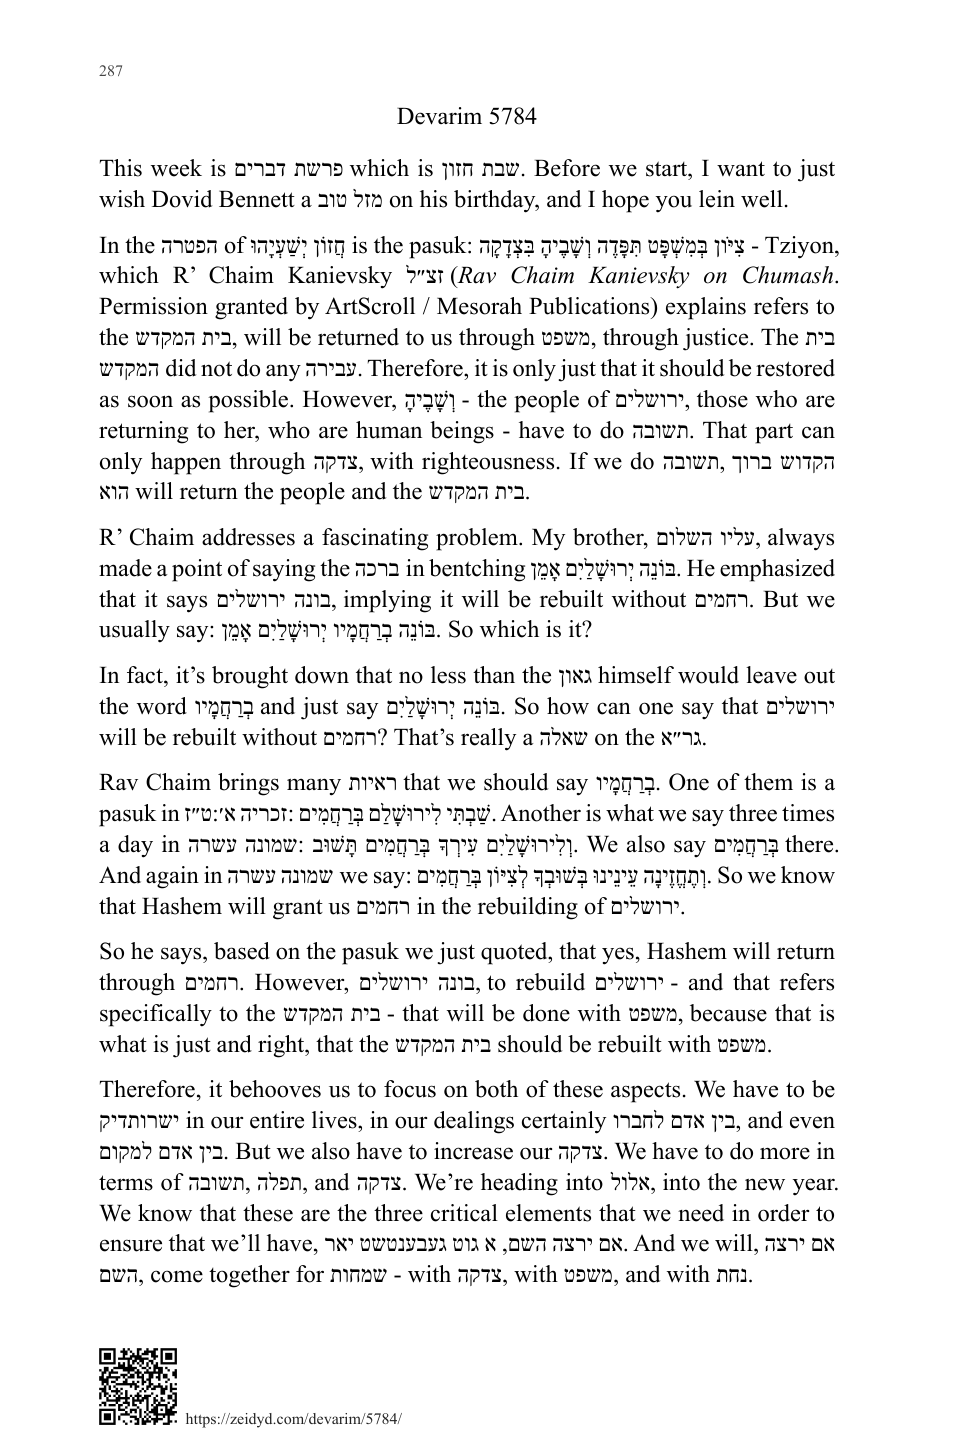 287
Devarim 5784
This week is פרשת דברים which is שבת חזון. Before we start, I want to just
wish Dovid Bennett a מזל טוב on his birthday, and I hope you lein well.
In the הפטרה of חֲזוֹן יְשַׁעְיָהוּ is the pasuk: צִיּוֹן בְּמִשְׁפָּט תִּפָּדֶה וְשָׁבֶיהָ בִּצְדָקָה - Tziyon,
which R’ Chaim Kanievsky זצ״ל (Rav Chaim Kanievsky on Chumash.
Permission granted by ArtScroll / Mesorah Publications) explains refers to
the בית המקדש, will be returned to us through משפט, through justice. The בית
המקדש did not do any עבירה. Therefore, it is only just that it should be restored
as soon as possible. However, וְשָׁבֶיהָ - the people of ירושלים, those who are
returning to her, who are human beings - have to do תשובה. That part can
only happen through צדקה, with righteousness. If we do תשובה, הקדוש ברוך
הוא will return the people and the בית המקדש.
R’ Chaim addresses a fascinating problem. My brother, עליו השלום, always
made a point of saying the ברכה in bentching בּוֹנֵה יְרוּשָׁלַיִם אָמֵן. He emphasized
that it says בונה ירושלים, implying it will be rebuilt without רחמים. But we
usually say: בּוֹנֵה בְרַחֲמָיו יְרוּשָׁלַיִם אָמֵן. So which is it?
In fact, it’s brought down that no less than the גאון himself would leave out
the word בְרַחֲמָיו and just say בּוֹנֵה יְרוּשָׁלַיִם. So how can one say that ירושלים
will be rebuilt without רחמים? That’s really a שאלה on the גר״א.
Rav Chaim brings many ראיות that we should say בְרַחֲמָיו. One of them is a
pasuk in זכריה א׳:ט״ז: שַׁבְתִּי לִירוּשָׁלַם בְּרַחֲמִים. Another is what we say three times
a day in שמונה עשרה: וְלִירוּשָׁלַיִם עִירְךָ בְּרַחֲמִים תָּשׁוּב. We also say בְּרַחֲמִים there.
And again in שמונה עשרה we say: וְתֶחֱזֶינָה עֵינֵינוּ בְּשׁוּבְךָ לְצִיּוֹן בְּרַחֲמִים. So we know
that Hashem will grant us רחמים in the rebuilding of ירושלים.
So he says, based on the pasuk we just quoted, that yes, Hashem will return
through רחמים. However, בונה ירושלים, to rebuild ירושלים - and that refers
specifically to the בית המקדש - that will be done with משפט, because that is
what is just and right, that the בית המקדש should be rebuilt with משפט.
Therefore, it behooves us to focus on both of these aspects. We have to be
ישרותדיק in our entire lives, in our dealings certainly בין אדם לחברו, and even
בין אדם למקום. But we also have to increase our צדקה. We have to do more in
terms of תשובה, תפלה, and צדקה. We’re heading into אלול, into the new year.
We know that these are the three critical elements that we need in order to
ensure that we’ll have, אם ירצה השם, א גוט געבענטשט יאר. And we will, אם ירצה
השם, come together for שמחות - with צדקה, with משפט, and with נחת.
https://zeidyd.com/devarim/5784/